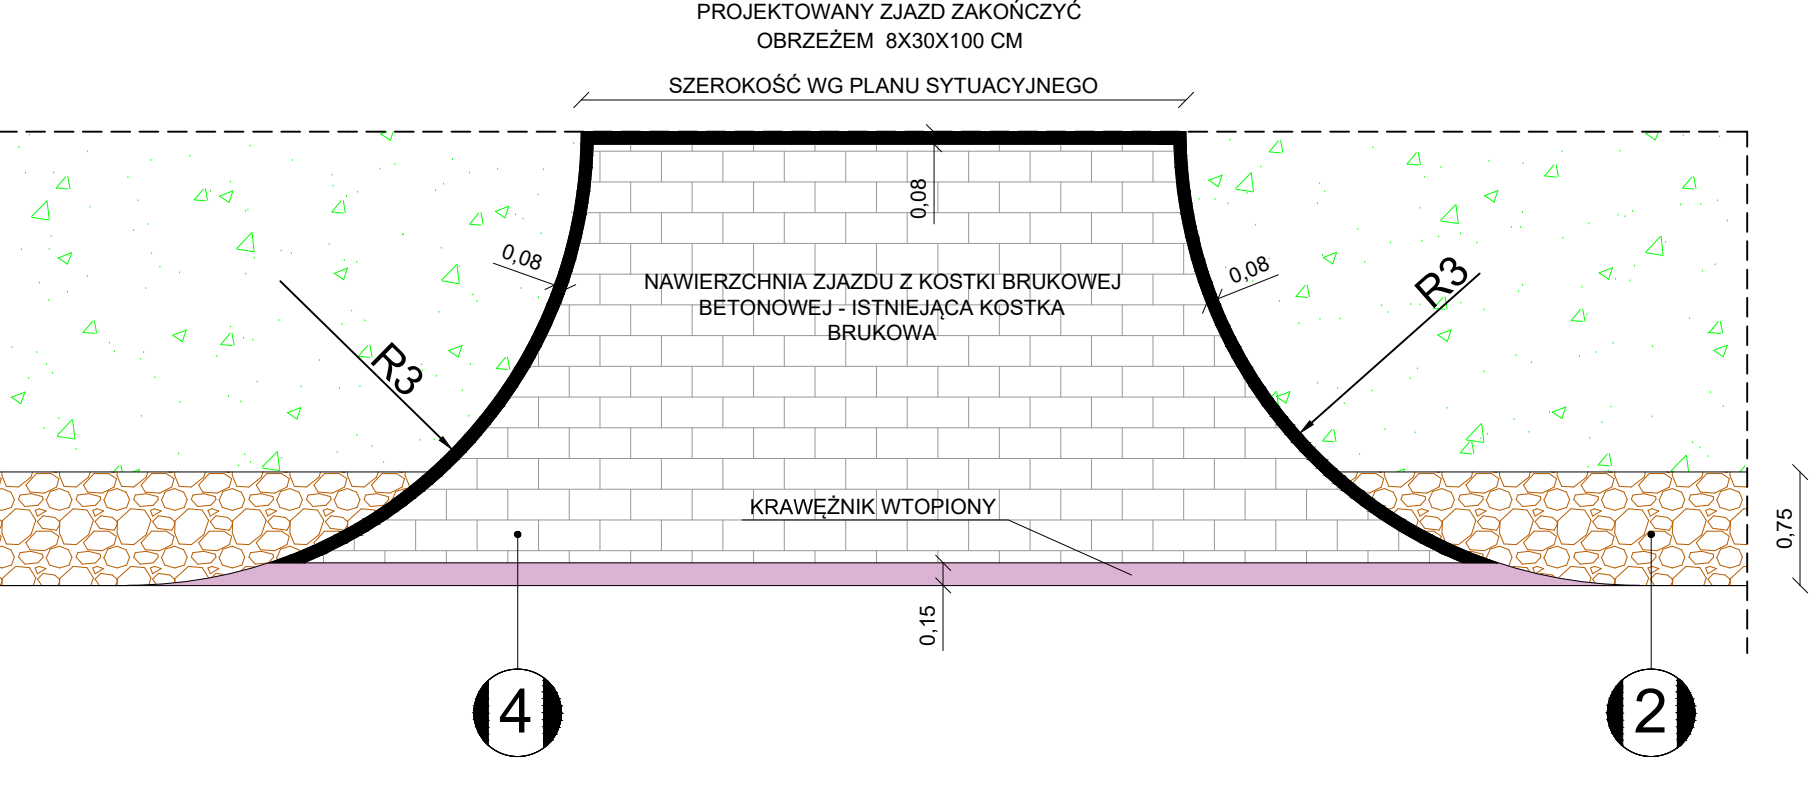 PROJEKTOWANY ZJAZD ZAKOŃCZYĆ
OBRZEŻEM 8X30X100 CM
SZEROKOŚĆ WG PLANU SYTUACYJNEGO
0,08
0,08
0,08
NAWIERZCHNIA ZJAZDU Z KOSTKI BRUKOWEJ
BETONOWEJ - ISTNIEJĄCA KOSTKA
BRUKOWA
R3
R3
KRAWĘŻNIK WTOPIONY
0,75
0,15
4
2